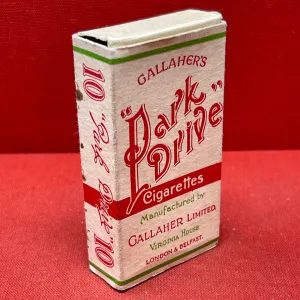 GALLAHER'S
"Park
Drive"
Cigarettes
Manufactured by
GALLAHER LIMITED.
VIRGINIA HOUSE
LONDON & BELFAST.
10
"Park Drive"
10